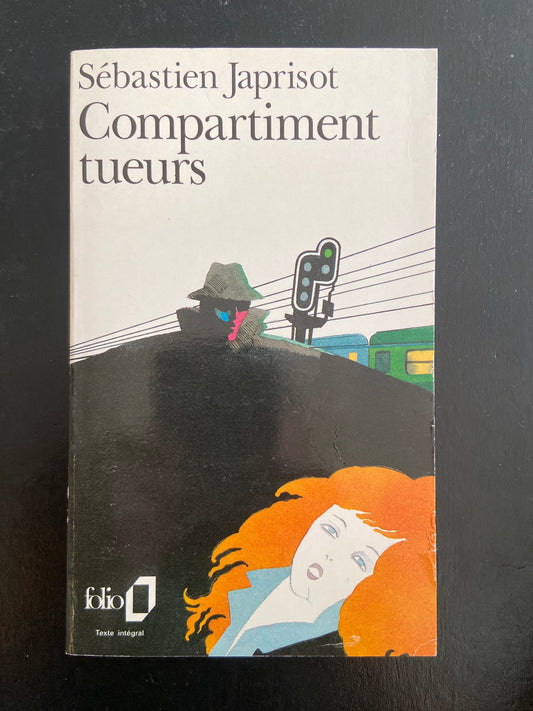 Sébastien Japrisot
Compartiment
tueurs
folio
Texte intégral